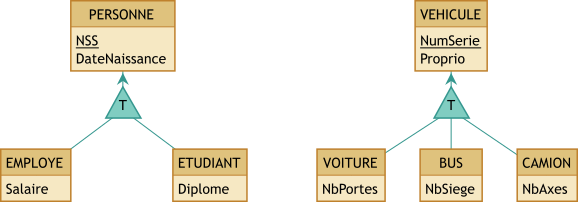 PERSONNE
NSS
DateNaissance
T
EMPLOYE
Salaire
ETUDIANT
Diplome
VEHICULE
NumSerie
Proprio
T
VOITURE
NbPortes
BUS
NbSiege
CAMION
NbAxes